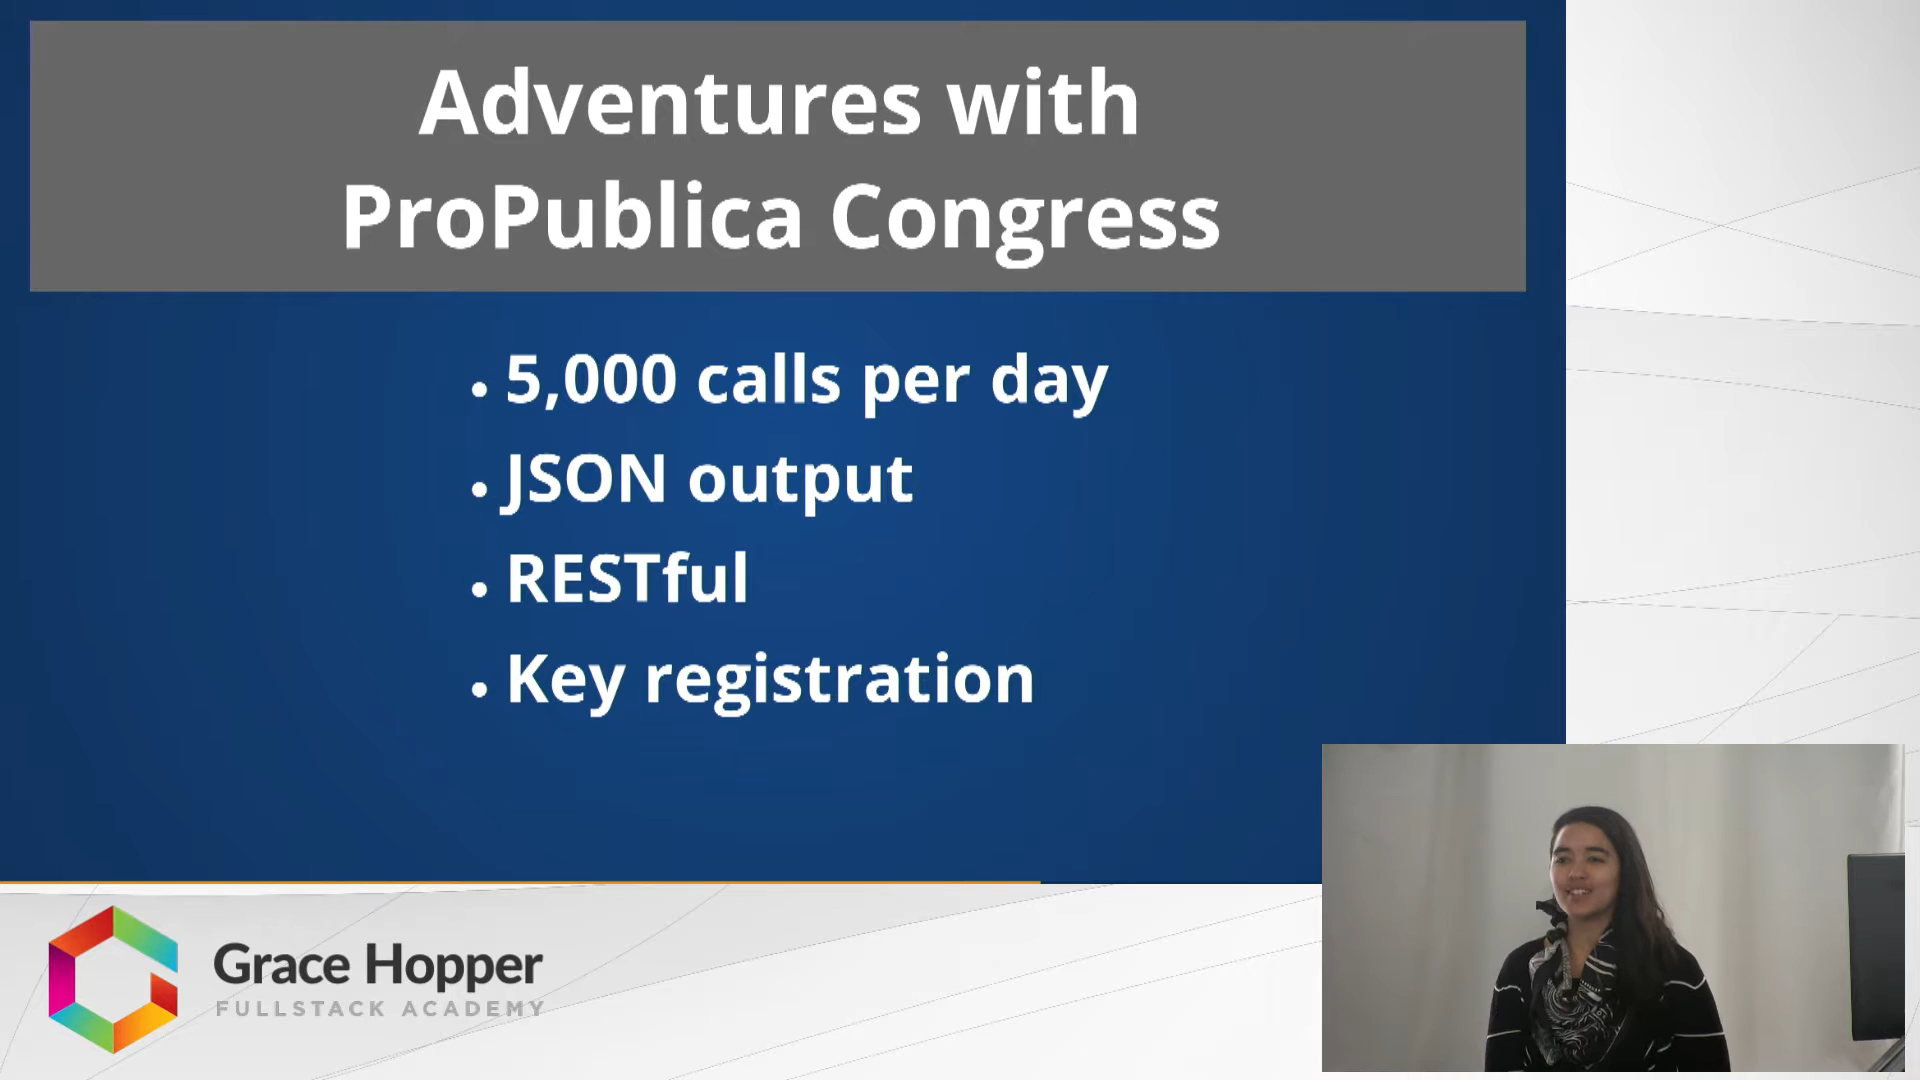 Adventures with
ProPublica Congress
• 5,000 calls per day
• JSON output
• RESTful
• Key registration
Grace Hopper
FULLSTACK ACADEMY